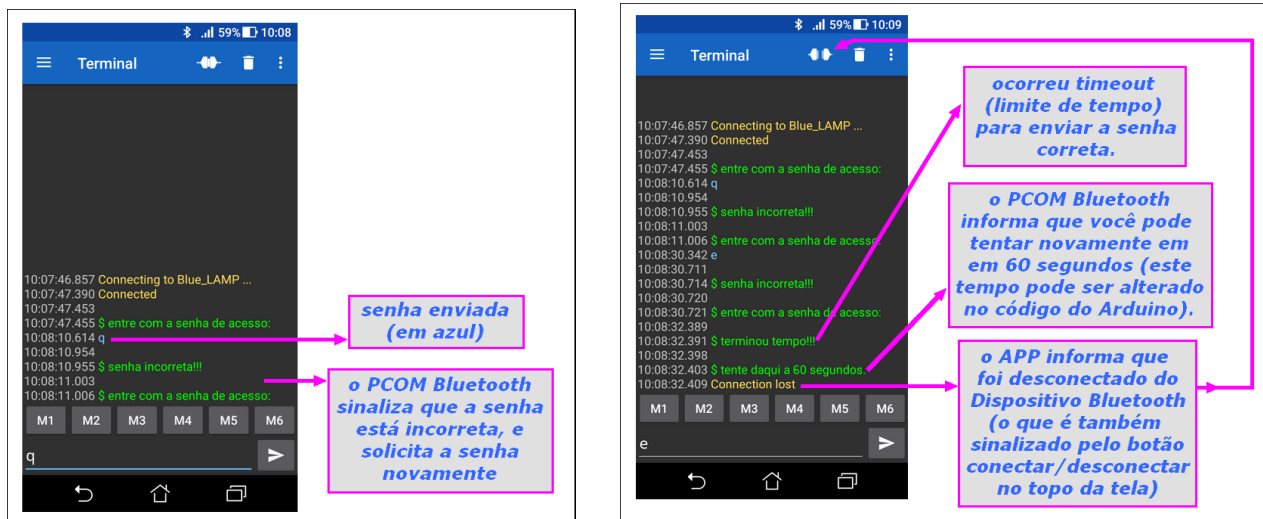 59% 10:08
Terminal
10:07:46.857 Connecting to Blue_LAMP ...
10:07:47.390 Connected
10:07:47.453
10:07:47.455 $ entre com a senha de acesso:
10:08:10.614 q
10:08:10.954
10:08:10.955 $ senha incorreta!!!
10:08:11.003
10:08:11.006 $ entre com a senha de acesso:
M1 M2 M3 M4 M5 M6
q
senha enviada
(em azul)
o PCOM Bluetooth
sinaliza que a senha
está incorreta, e
solicita a senha
novamente
59% 10:09
Terminal
10:07:46.857 Connecting to Blue_LAMP ...
10:07:47.390 Connected
10:07:47.453
10:07:47.455 $ entre com a senha de acesso:
10:08:10.614 q
10:08:10.954
10:08:10.955 $ senha incorreta!!!
10:08:11.003
10:08:11.006 $ entre com a senha de acesso:
10:08:30.342 e
10:08:30.711
10:08:30.714 $ senha incorreta!!!
10:08:30.720
10:08:30.721 $ entre com a senha de acesso:
10:08:32.389
10:08:32.391 $ terminou tempo!!!
10:08:32.398
10:08:32.403 $ tente daqui a 60 segundos.
10:08:32.409 Connection lost
M1 M2 M3 M4 M5 M6
e
ocorreu timeout
(limite de tempo)
para enviar a senha
correta.
o PCOM Bluetooth
informa que você pode
tentar novamente em
em 60 segundos (este
tempo pode ser alterado
no código do Arduino).
o APP informa que
foi desconectado do
Dispositivo Bluetooth
(o que é também
sinalizado pelo botão
conectar/desconectar
no topo da tela)